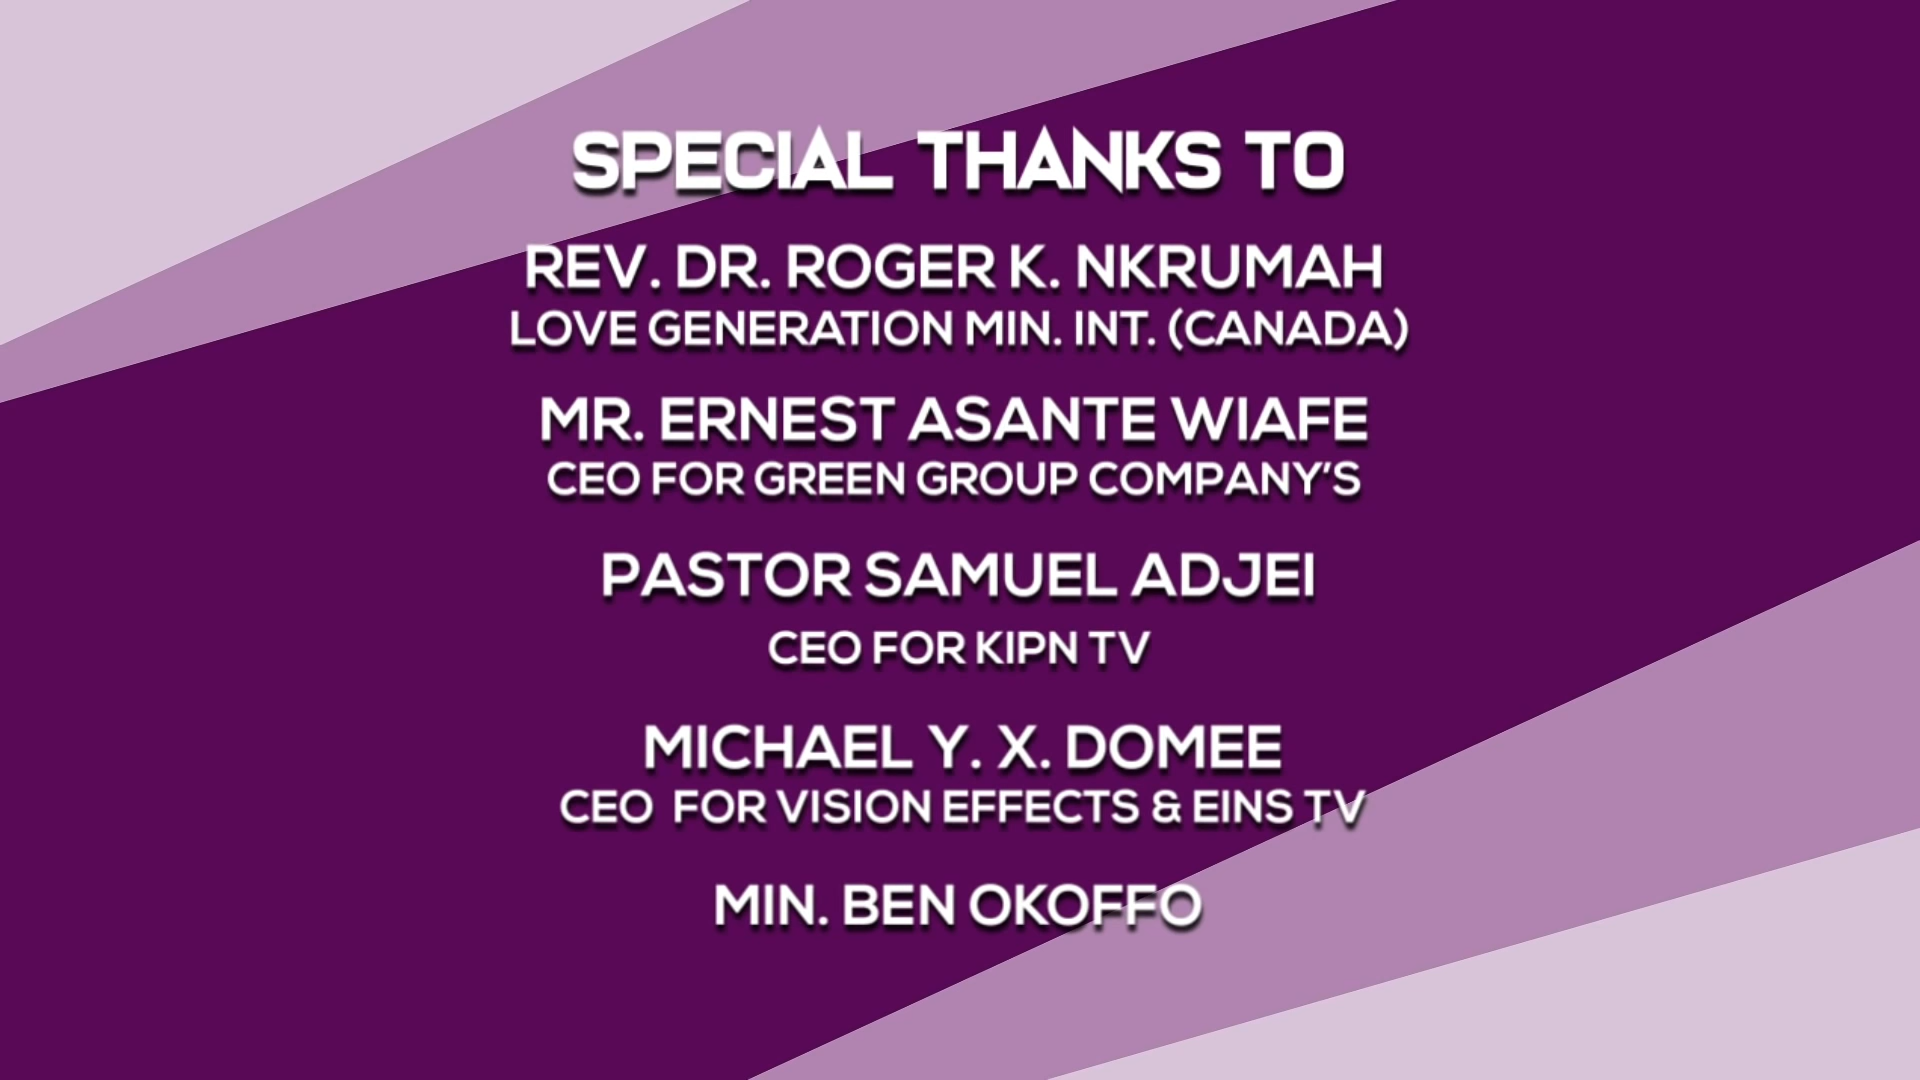 SPECIAL THANKS TO
REV. DR. ROGER K. NKRUMAH
LOVE GENERATION MIN. INT. (CANADA)
MR. ERNEST ASANTE WIAFE
CEO FOR GREEN GROUP COMPANY'S
PASTOR SAMUEL ADJEI
CEO FOR KIPN TV
MICHAEL Y. X. DOMEE
CEO FOR VISION EFFECTS & EINS TV
MIN. BEN OKOFFO